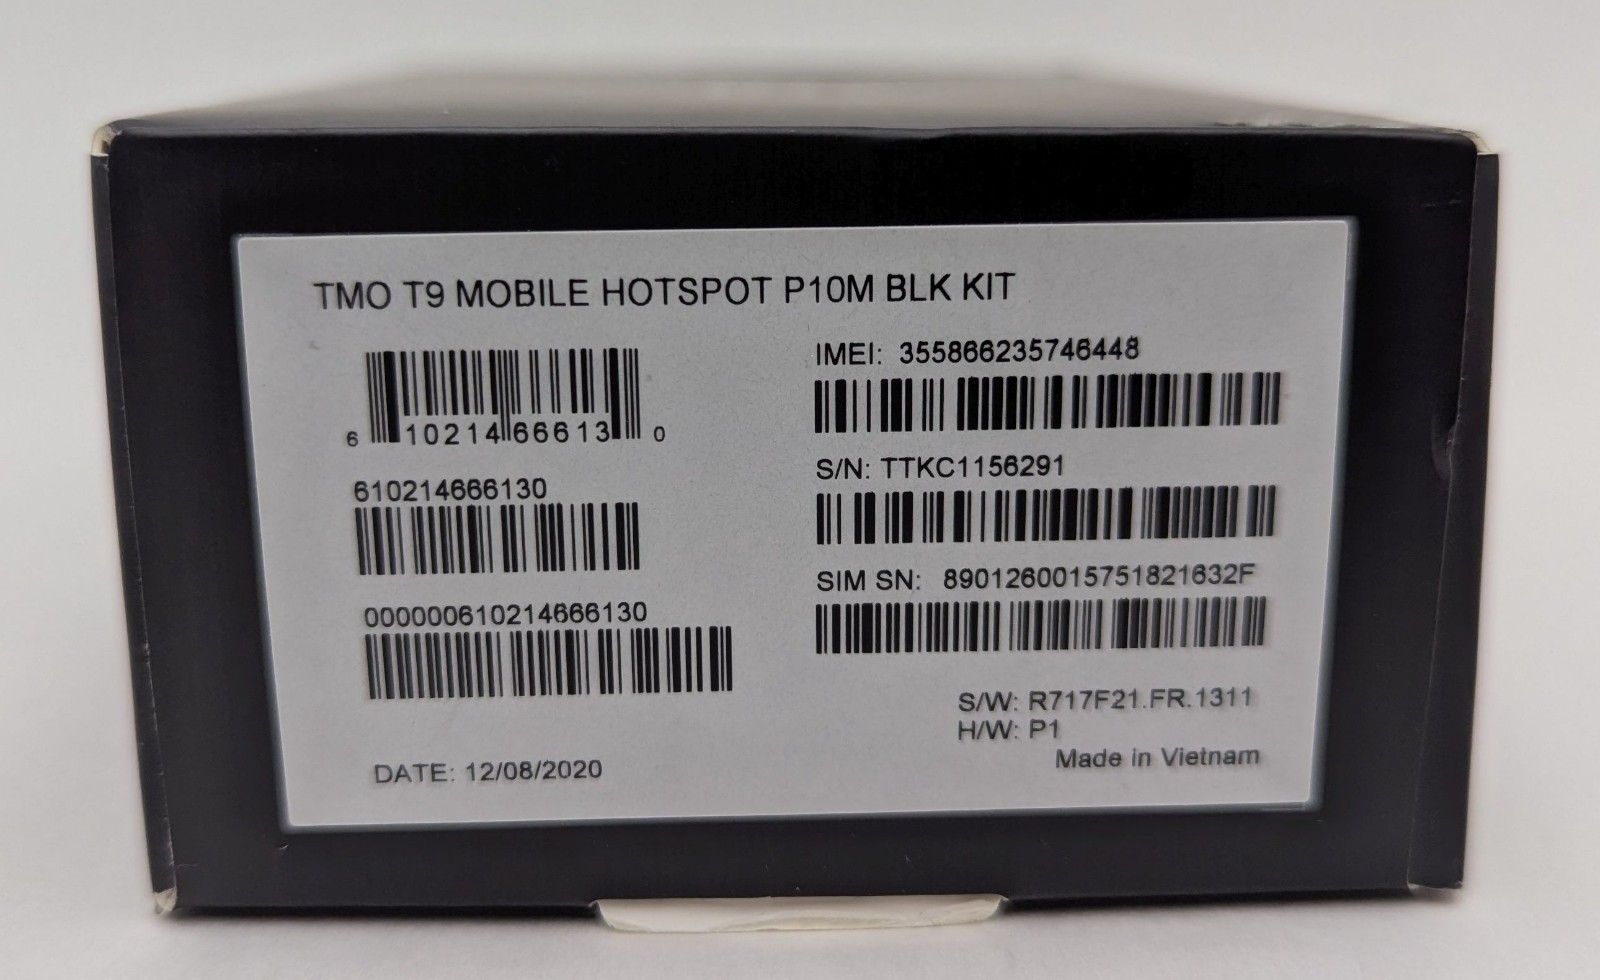 TMO T9 MOBILE HOTSPOT P10M BLK KIT
6 10214 66613 0
610214666130
000000610214666130
DATE: 12/08/2020
IMEI: 355866235746448
S/N: TTKC1156291
SIM SN: 8901260015751821632F
S/W: R717F21.FR.1311
H/W: P1
Made in Vietnam